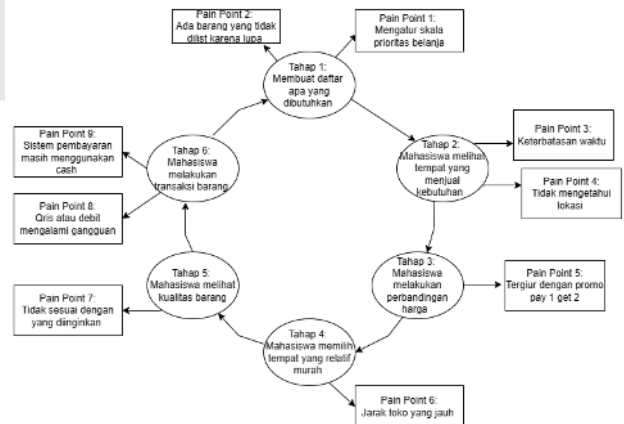 Pain Point 2:
Ada barang yang tidak
dilist karena lupa
Pain Point 1:
Mengatur skala
prioritas belanja
Tahap 1:
Membuat daftar
apa yang
dibutuhkan
Pain Point 3:
Keterbatasan waktu
Tahap 2:
Mahasiswa melihat
tempat yang
menjual
kebutuhan
Pain Point 4:
Tidak mengetahui
lokasi
Tahap 3:
Mahasiswa
melakukan
perbandingan
harga
Pain Point 5:
Tergiur dengan promo
pay 1 get 2
Tahap 4:
Mahasiswa memilih
tempat yang relatif
murah
Pain Point 6:
Jarak toko yang jauh
Tahap 5:
Mahasiswa melihat
kualitas barang
Pain Point 7:
Tidak sesuai dengan
yang diinginkan
Tahap 6:
Mahasiswa
melakukan
transaksi barang
Pain Point 9:
Sistem pembayaran
masih menggunakan
cash
Pain Point 8:
Qris atau debit
mengalami gangguan